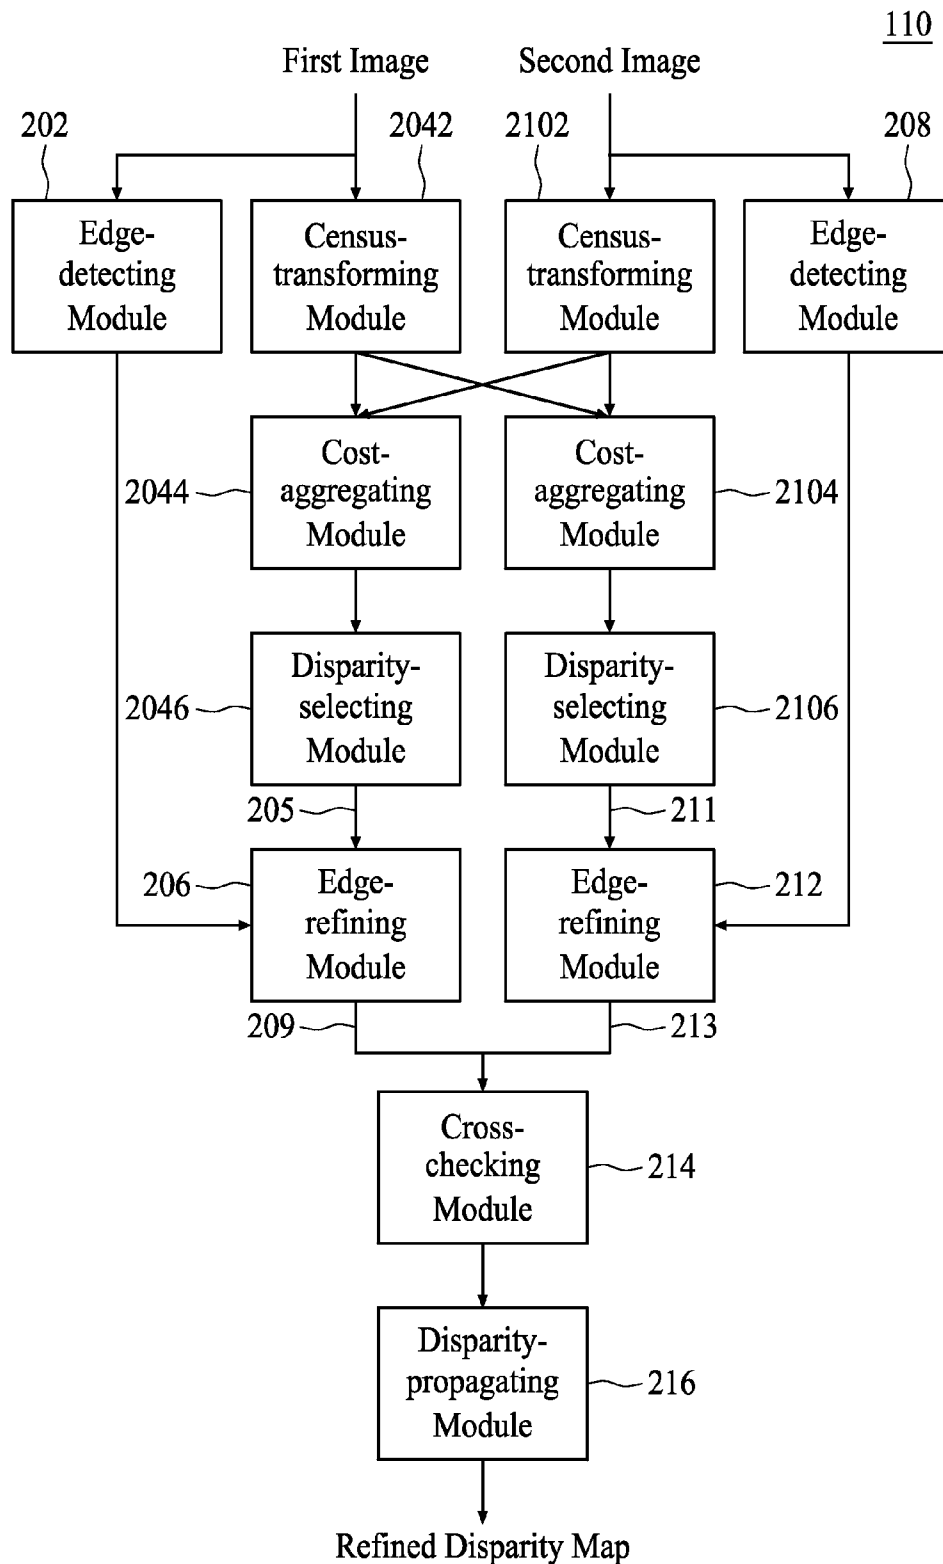 110
First Image
Second Image
202
2042
2102
208
Edge-
detecting
Module
Census-
transforming
Module
Census-
transforming
Module
Edge-
detecting
Module
2044
Cost-
aggregating
Module
Cost-
aggregating
Module
2104
2046
Disparity-
selecting
Module
Disparity-
selecting
Module
2106
205
211
206
Edge-
refining
Module
Edge-
refining
Module
212
209
213
Cross-
checking
Module
214
Disparity-
propagating
Module
216
Refined Disparity Map